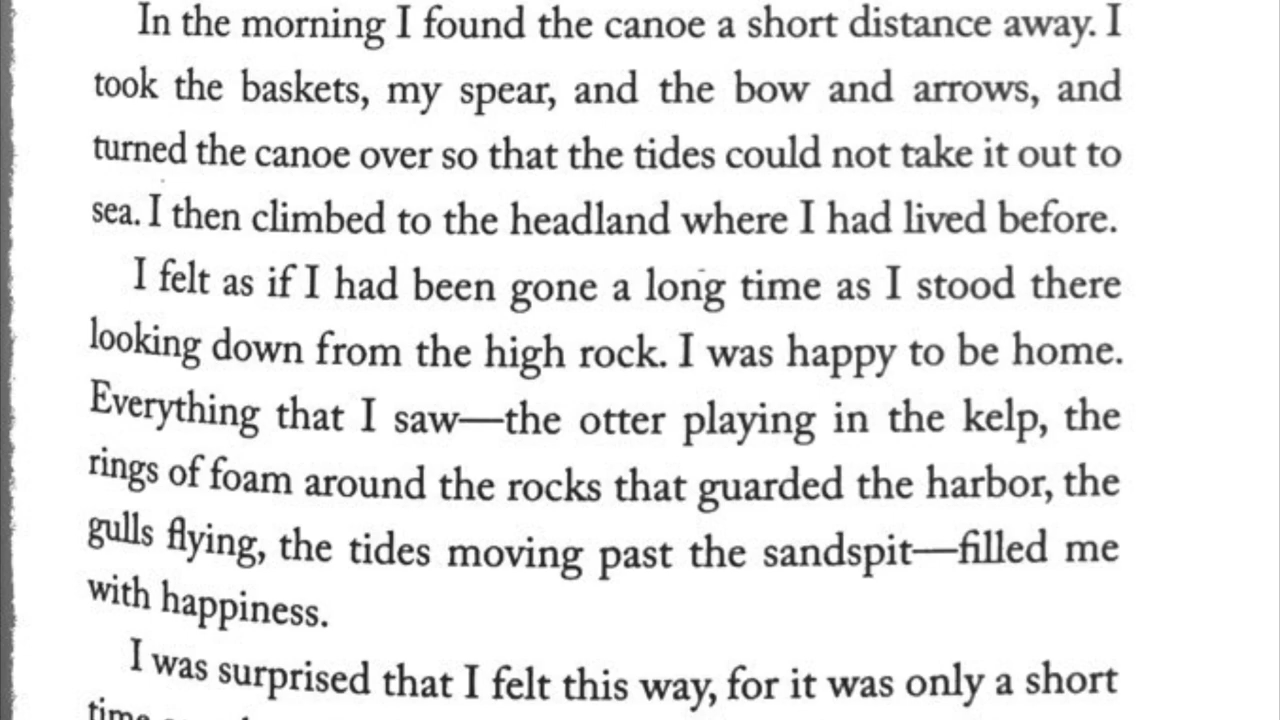 In the morning I found the canoe a short distance away. I
took the baskets, my spear, and the bow and arrows, and
turned the canoe over so that the tides could not take it out to
sea. I then climbed to the headland where I had lived before.
I felt as if I had been gone a long time as I stood there
looking down from the high rock. I was happy to be home.
Everything that I saw—the otter playing in the kelp, the
rings of foam around the rocks that guarded the harbor, the
gulls flying, the tides moving past the sandspit—filled me
with happiness.
I was surprised that I felt this way, for it was only a short
time